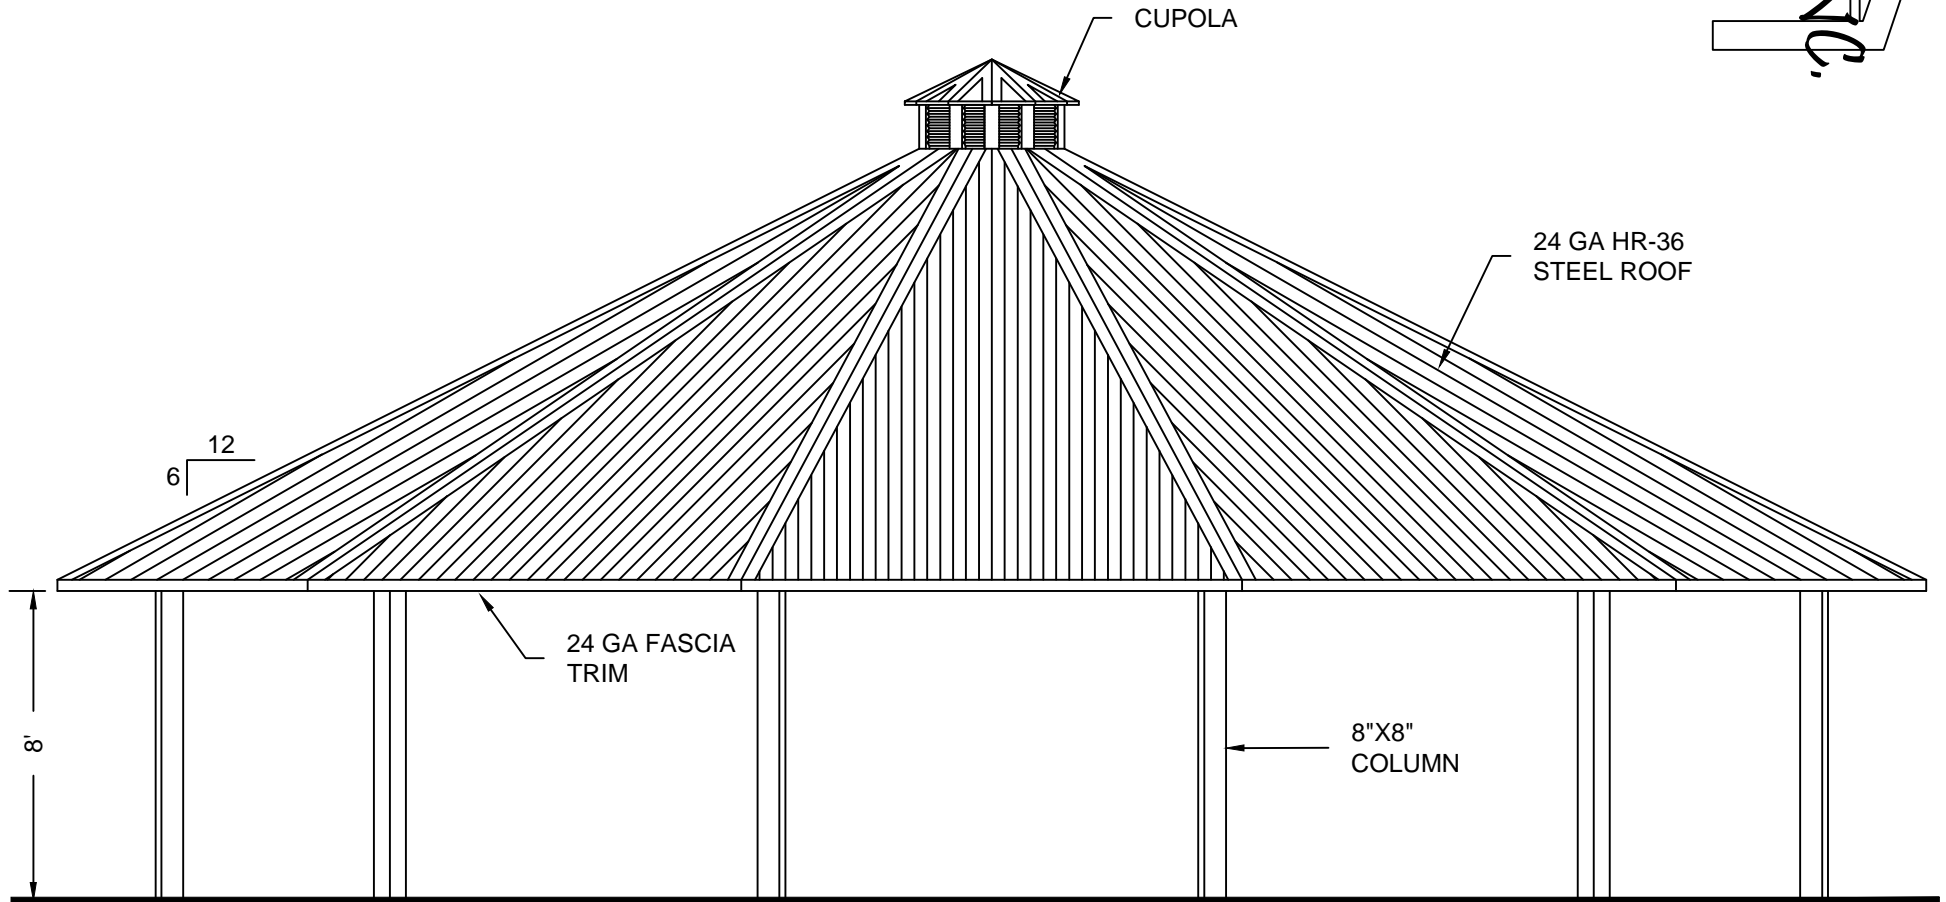 CUPOLA
24 GA HR-36
STEEL ROOF
12
6
24 GA FASCIA
TRIM
8'
8"X8"
COLUMN